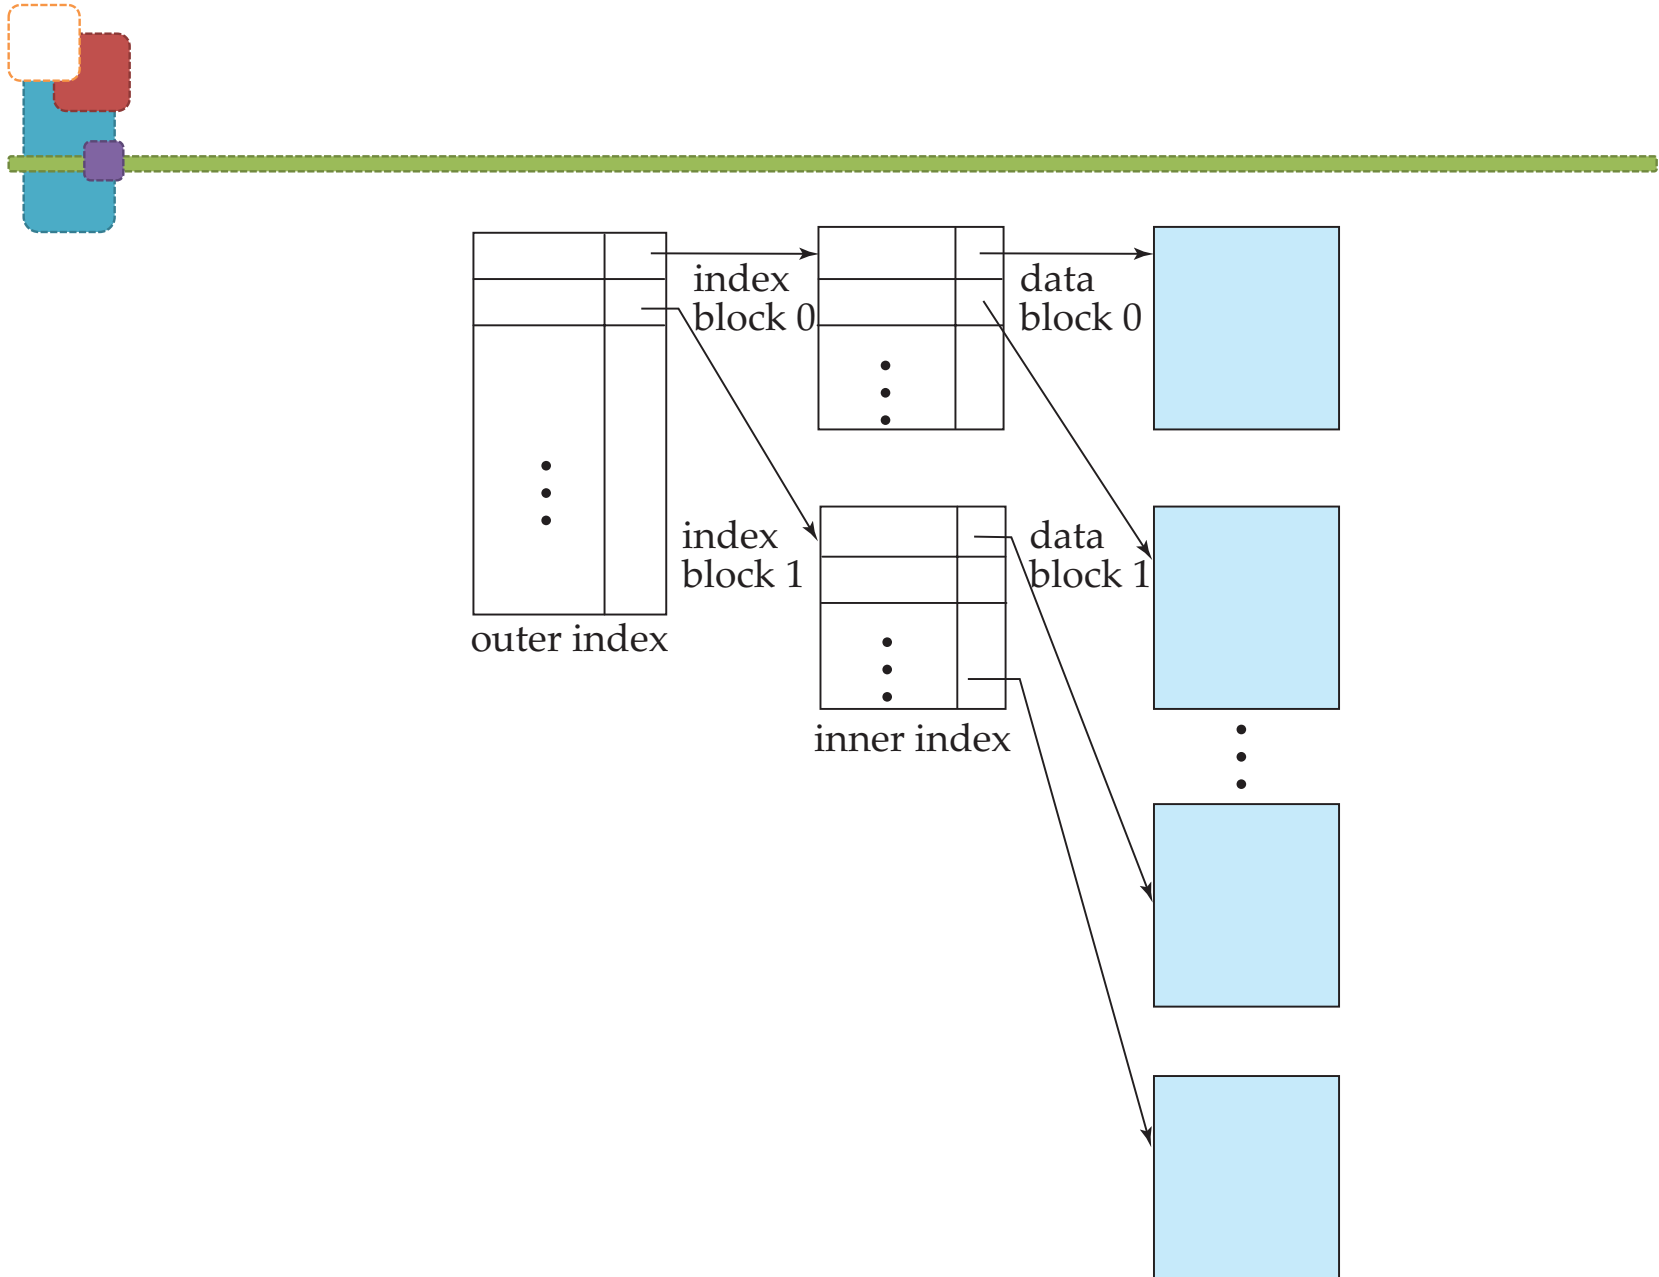 index
block 0
data
block 0
index
block 1
data
block 1
outer index
inner index